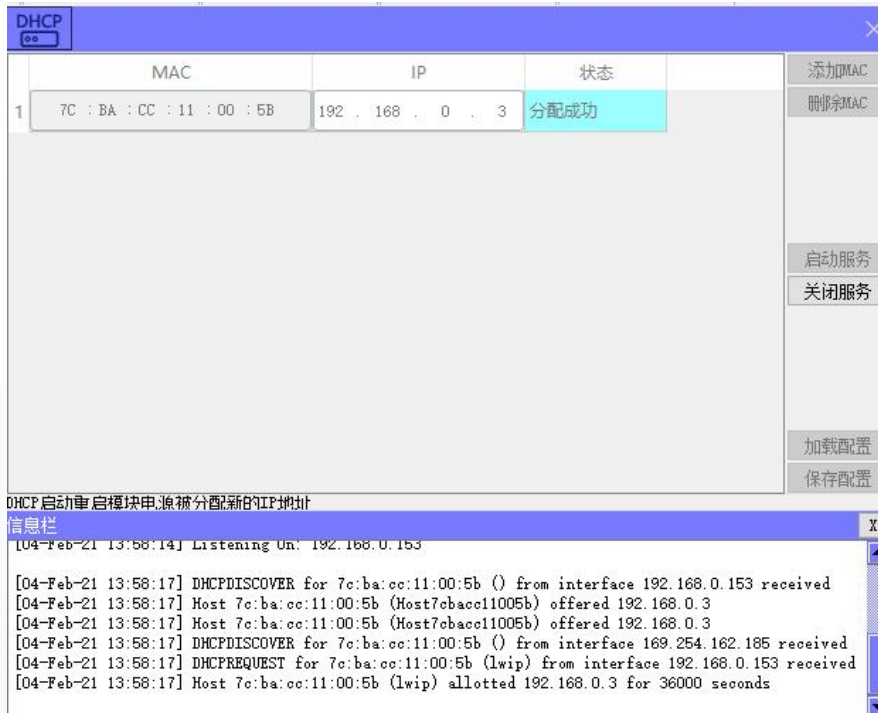 DHCP
MAC IP 状态
添加MAC
1 7C : BA : CC : 11 : 00 : 5B 192 . 168 . 0 . 3 分配成功
删除MAC
启动服务
关闭服务
加载配置
保存配置
DHCP启动重启模块电源被分配新的IP地址
信息栏 X
[04-Feb-21 13:58:14] Listening On: 192.168.0.153
[04-Feb-21 13:58:17] DHCPDISCOVER for 7c:ba:cc:11:00:5b () from interface 192.168.0.153 received
[04-Feb-21 13:58:17] Host 7c:ba:cc:11:00:5b (Host7cbacc11005b) offered 192.168.0.3
[04-Feb-21 13:58:17] Host 7c:ba:cc:11:00:5b (Host7cbacc11005b) offered 192.168.0.3
[04-Feb-21 13:58:17] DHCPDISCOVER for 7c:ba:cc:11:00:5b () from interface 169.254.162.185 received
[04-Feb-21 13:58:17] DHCPREQUEST for 7c:ba:cc:11:00:5b (lwip) from interface 192.168.0.153 received
[04-Feb-21 13:58:17] Host 7c:ba:cc:11:00:5b (lwip) allotted 192.168.0.3 for 36000 seconds